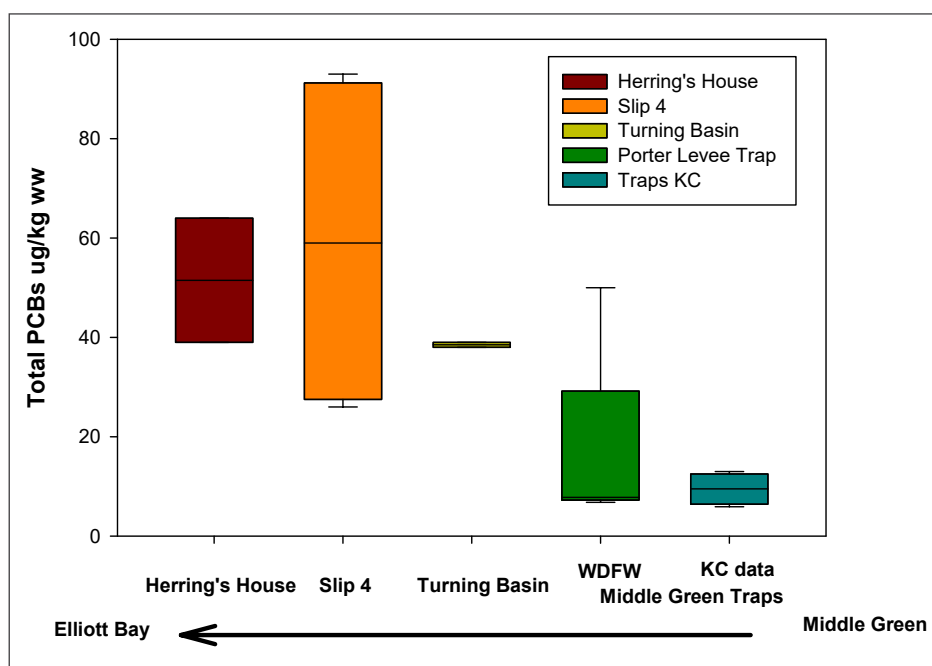 100
80
60
40
20
0
Total PCBs ug/kg ww
Herring's House
Slip 4
Turning Basin
Porter Levee Trap
Traps KC
Herring's House
Slip 4
Turning Basin
WDFW
KC data
Middle Green Traps
Elliott Bay
Middle Green